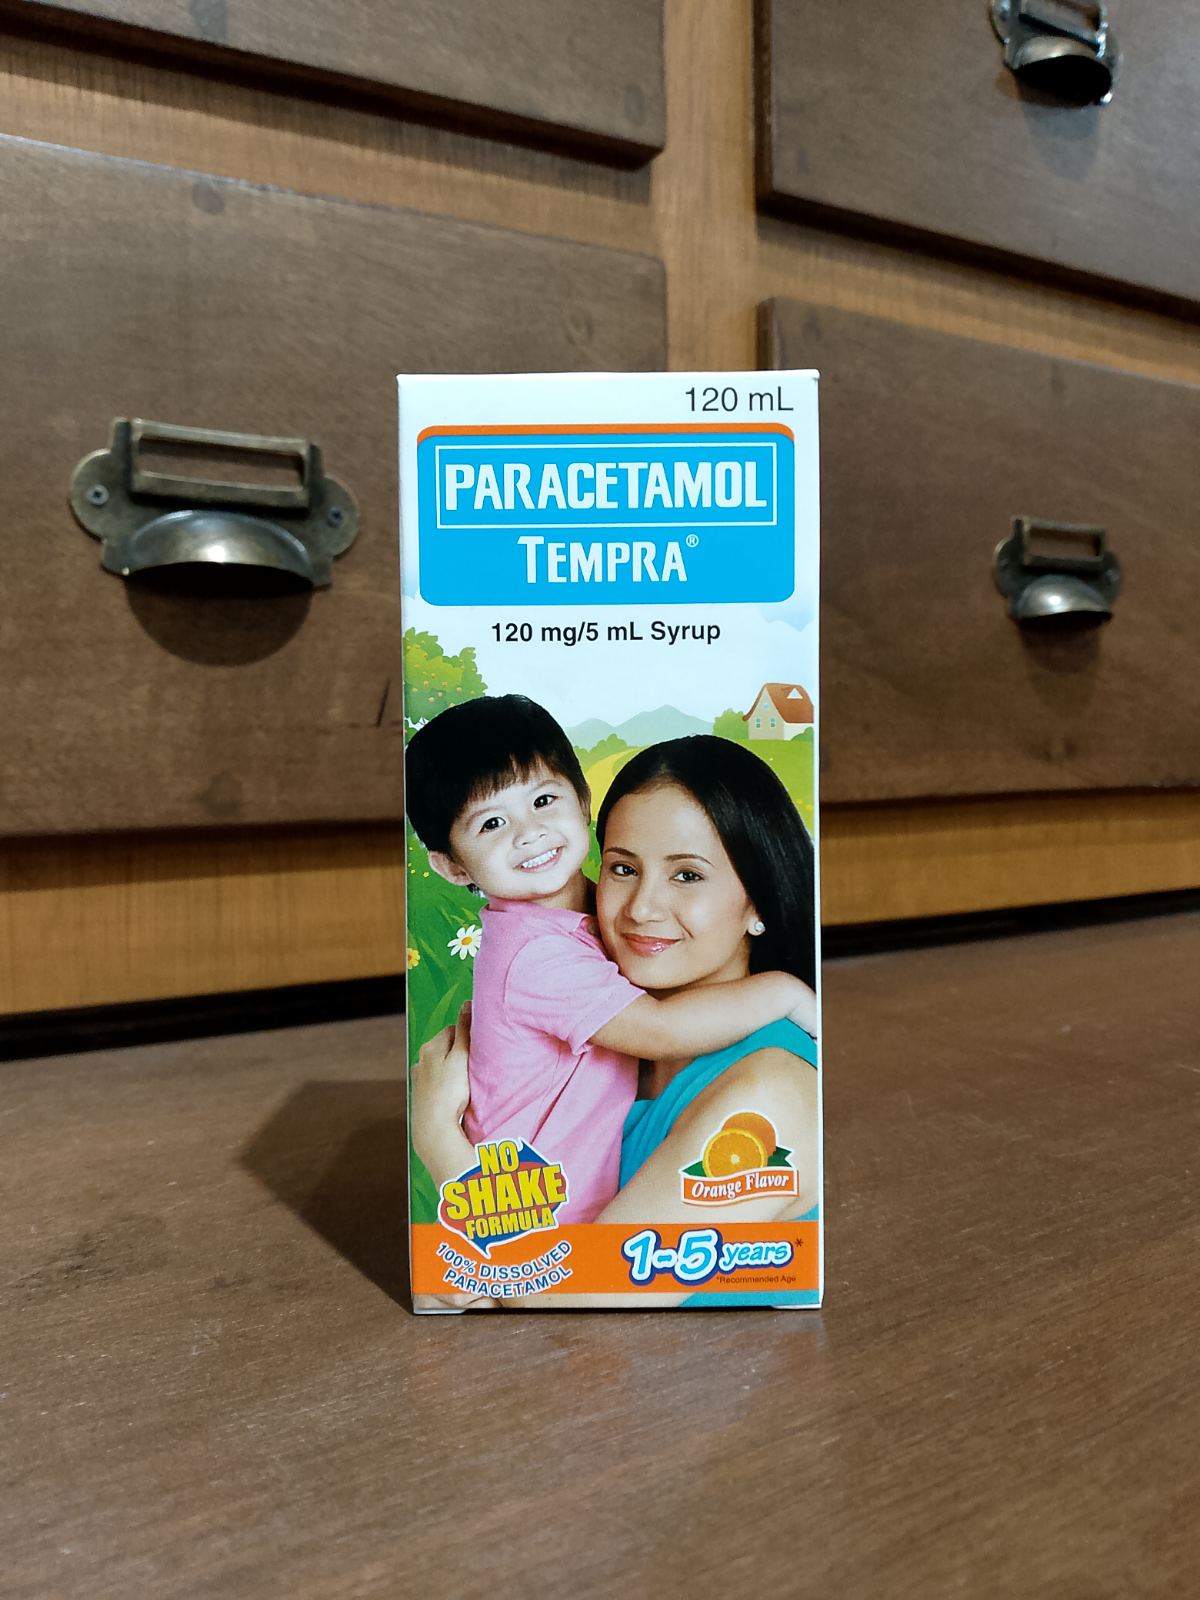 120 mL
PARACETAMOL
TEMPRA®
120 mg/5 mL Syrup
NO
SHAKE
FORMULA
100% DISSOLVED
PARACETAMOL
Orange Flavor
1-5 years*
*Recommended Age